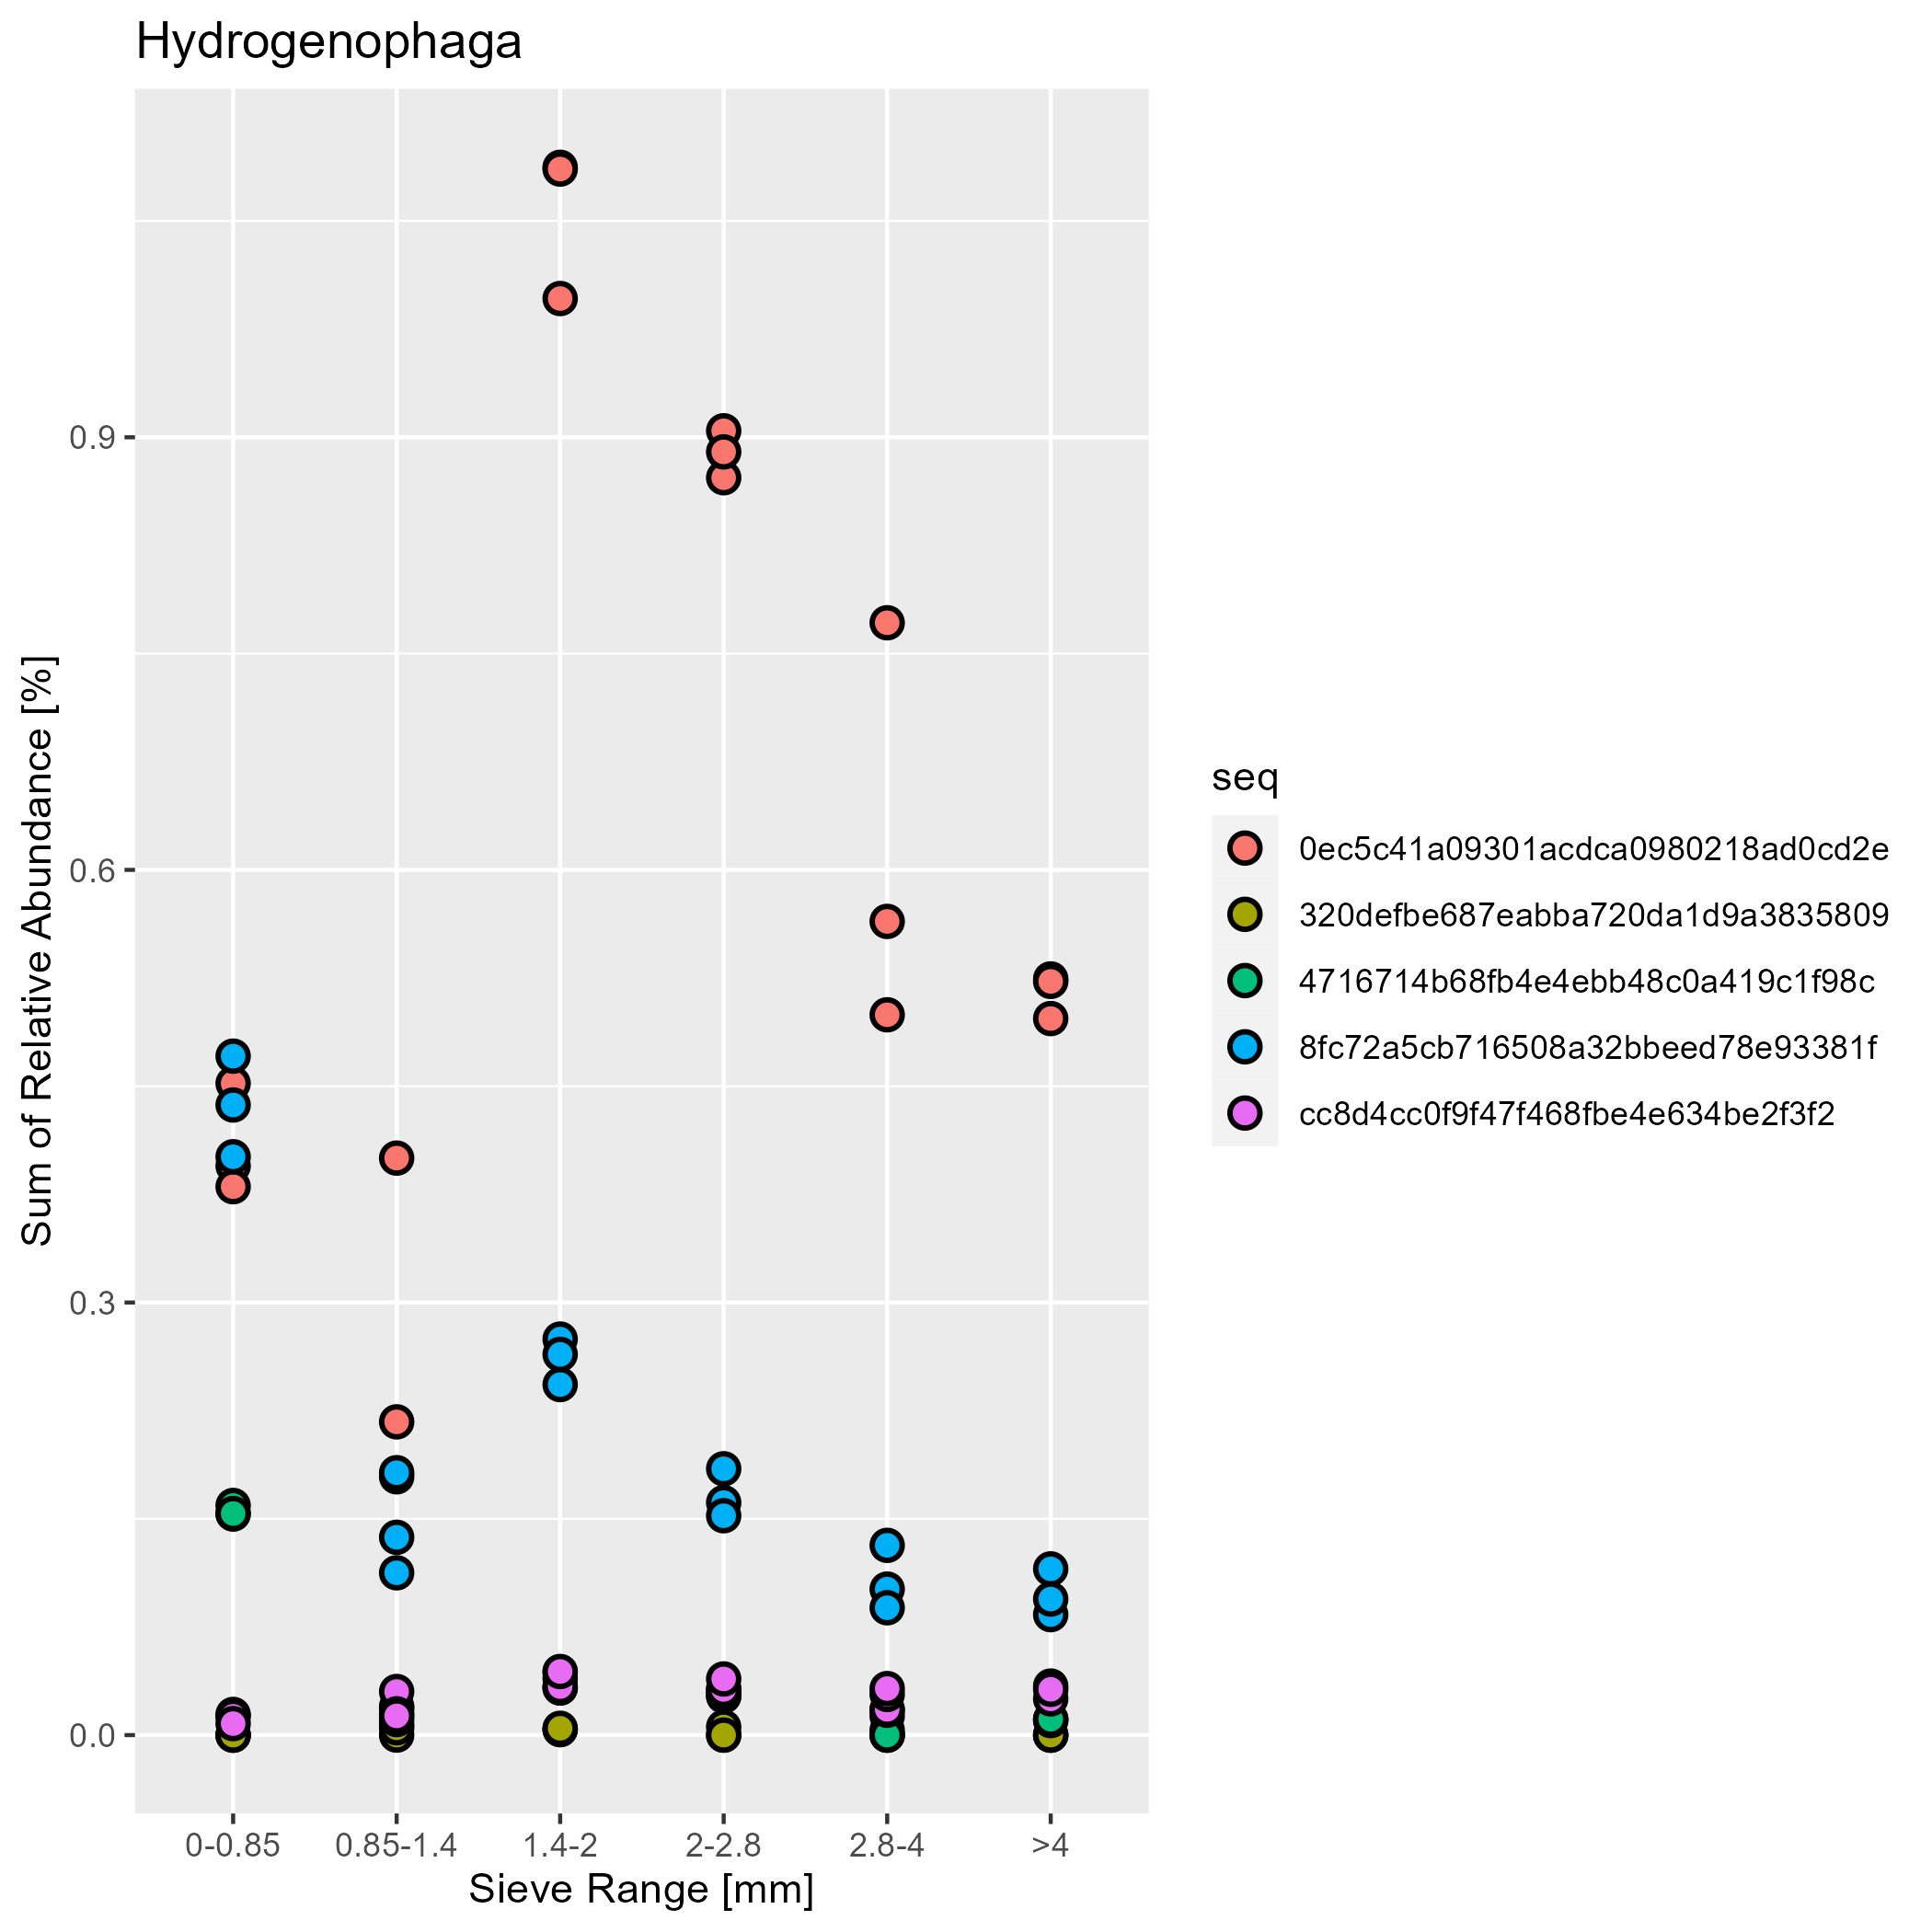 Hydrogenophaga
Sum of Relative Abundance [%]
0.9
0.6
0.3
0.0
0-0.85 0.85-1.4 1.4-2 2-2.8 2.8-4 >4
Sieve Range [mm]
seq
0ec5c41a09301acdca0980218ad0cd2e
320defbe687eabba720da1d9a3835809
4716714b68fb4e4ebb48c0a419c1f98c
8fc72a5cb716508a32bbeed78e93381f
cc8d4cc0f9f47f468fbe4e634be2f3f2